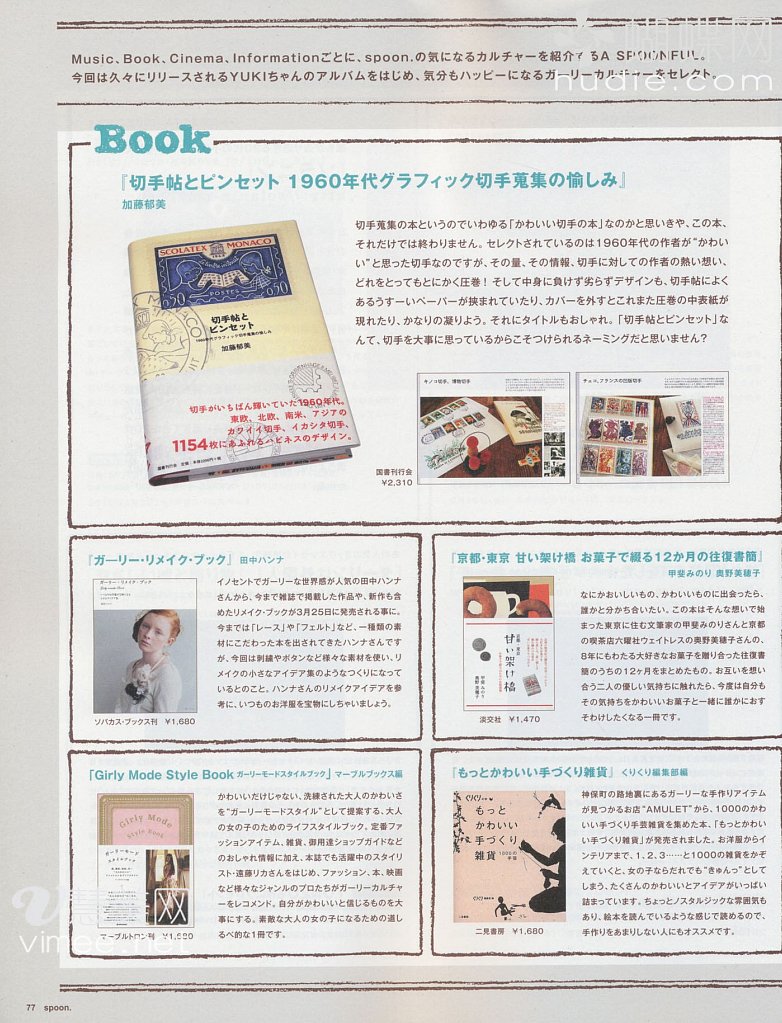 Music、Book、Cinema、Informationごとに、spoon.の気になるカルチャーを紹介するA SPOONFUL。
今回は久々にリリースされるYUKIちゃんのアルバムをはじめ、気分もハッピーになるガーリーカルチャーをセレクト。
nudie.com
Book
『切手帖とピンセット 1960年代グラフィック切手蒐集の愉しみ』
加藤郁美
切手蒐集の本というのでいわゆる「かわいい切手の本」なのかと思いきや、この本、
それだけでは終わりません。セレクトされているのは1960年代の作者が“かわい
い”と思った切手なのですが、その量、その情報、切手に対しての作者の熱い想い、
どれをとってもとにかく圧巻！ そして中身に負けず劣らずデザインも、切手帖によく
あるうすーいペーパーが挟まれていたり、カバーを外すとこれまた圧巻の中表紙が
現れたり、かなりの凝りよう。それにタイトルもおしゃれ。「切手帖とピンセット」な
んて、切手を大事に思っているからこそつけられるネーミングだと思いません？
SCOLATEX MONACO
0,50 0,50
MONACO
切手帖と
ピンセット
1960年代グラフィック切手蒐集の愉しみ
加藤郁美
切手がいちばん輝いていた1960年代。
東欧、北欧、南米、アジアの
カワイイ切手、イカシタ切手、
1154枚にあふれるハピネスのデザイン。
国書刊行会
キノコ切手、博物切手
チェコ、フランスの凹版切手
国書刊行会
¥2,310
『ガーリー・リメイク・ブック』 田中ハンナ
ガーリー・リメイク・ブック
イノセントでガーリーな世界感が人気の田中ハンナ
さんから、今まで雑誌で掲載した作品や、新作も含
めたリメイク・ブックが3月25日に発売される事に。
今までは「レース」や「フェルト」など、一種類の素
材にこだわった本を出されてきたハンナさんです
が、今回は刺繍やボタンなど様々な素材を使い、リ
メイクの小さなアイデア集のようなつくりになって
いるとのこと。ハンナさんのリメイクアイデアを参
考に、いつものお洋服を宝物にしちゃいましょう。
ソバカス・ブックス刊 ¥1,680
『京都・東京 甘い架け橋 お菓子で綴る12か月の往復書簡』
甲斐みのり 奥野美穂子
京都・東京
甘い架け橋
甲斐みのり
奥野美穂子
なにかおいしいもの、かわいいものに出会ったら、
誰かと分かち合いたい。この本はそんな想いで始
まった東京に住む文筆家の甲斐みのりさんと京都
の喫茶店六曜社ウェイトレスの奥野美穂子さんの、
8年にもわたる大好きなお菓子を贈り合った往復書
簡のうちの12ヶ月をまとめたもの。お互いを想い
合う二人の優しい気持ちに触れたら、今度は自分も
その気持ちをかわいいお菓子と一緒に誰かにおす
そわけしたくなる一冊です。
淡交社 ¥1,470
『Girly Mode Style Book ガーリーモードスタイルブック』 マーブルブックス編
Girly Mode
Style Book
ガーリーモード
スタイルブック
かわいいだけじゃない、洗練された大人のかわいさ
を“ガーリーモードスタイル”として提案する、大人
の女の子のためのライフスタイルブック。定番ファ
ッションアイテム、雑貨、御用達ショップガイドなど
のおしゃれ情報に加え、本誌でも活躍中のスタイリ
スト・遠藤リカさんをはじめ、ファッション、本、映画
など様々なジャンルのプロたちがガーリーカルチャ
ーをレコメンド。自分がかわいいと信じるものを大
事にする。素敵な大人の女の子になるための道し
るべ的な1冊です。
マーブルトロン刊 ¥1,680
『もっとかわいい手づくり雑貨』 くりくり編集部編
くりくり
もっと
かわいい
手づくり
雑貨
1000の手芸
神保町の路地裏にあるガーリーな手作りアイテム
が見つかるお店“AMULET”から、1000のかわ
いい手づくり手芸雑貨を集めた本、「もっとかわい
い手づくり雑貨」が発売されました。お洋服からイ
ンテリアまで、1、2、3……と1000の雑貨をかぞ
えていくと、女の子ならだれでも“きゅんっ”として
しまう、たくさんのかわいいとアイデアがいっぱい
詰まっています。ちょっとノスタルジックな雰囲気も
あり、絵本を読んでいるような感じで読めるので、
手作りをあまりしない人にもオススメです。
二見書房 ¥1,680
vimee.net
77 spoon.